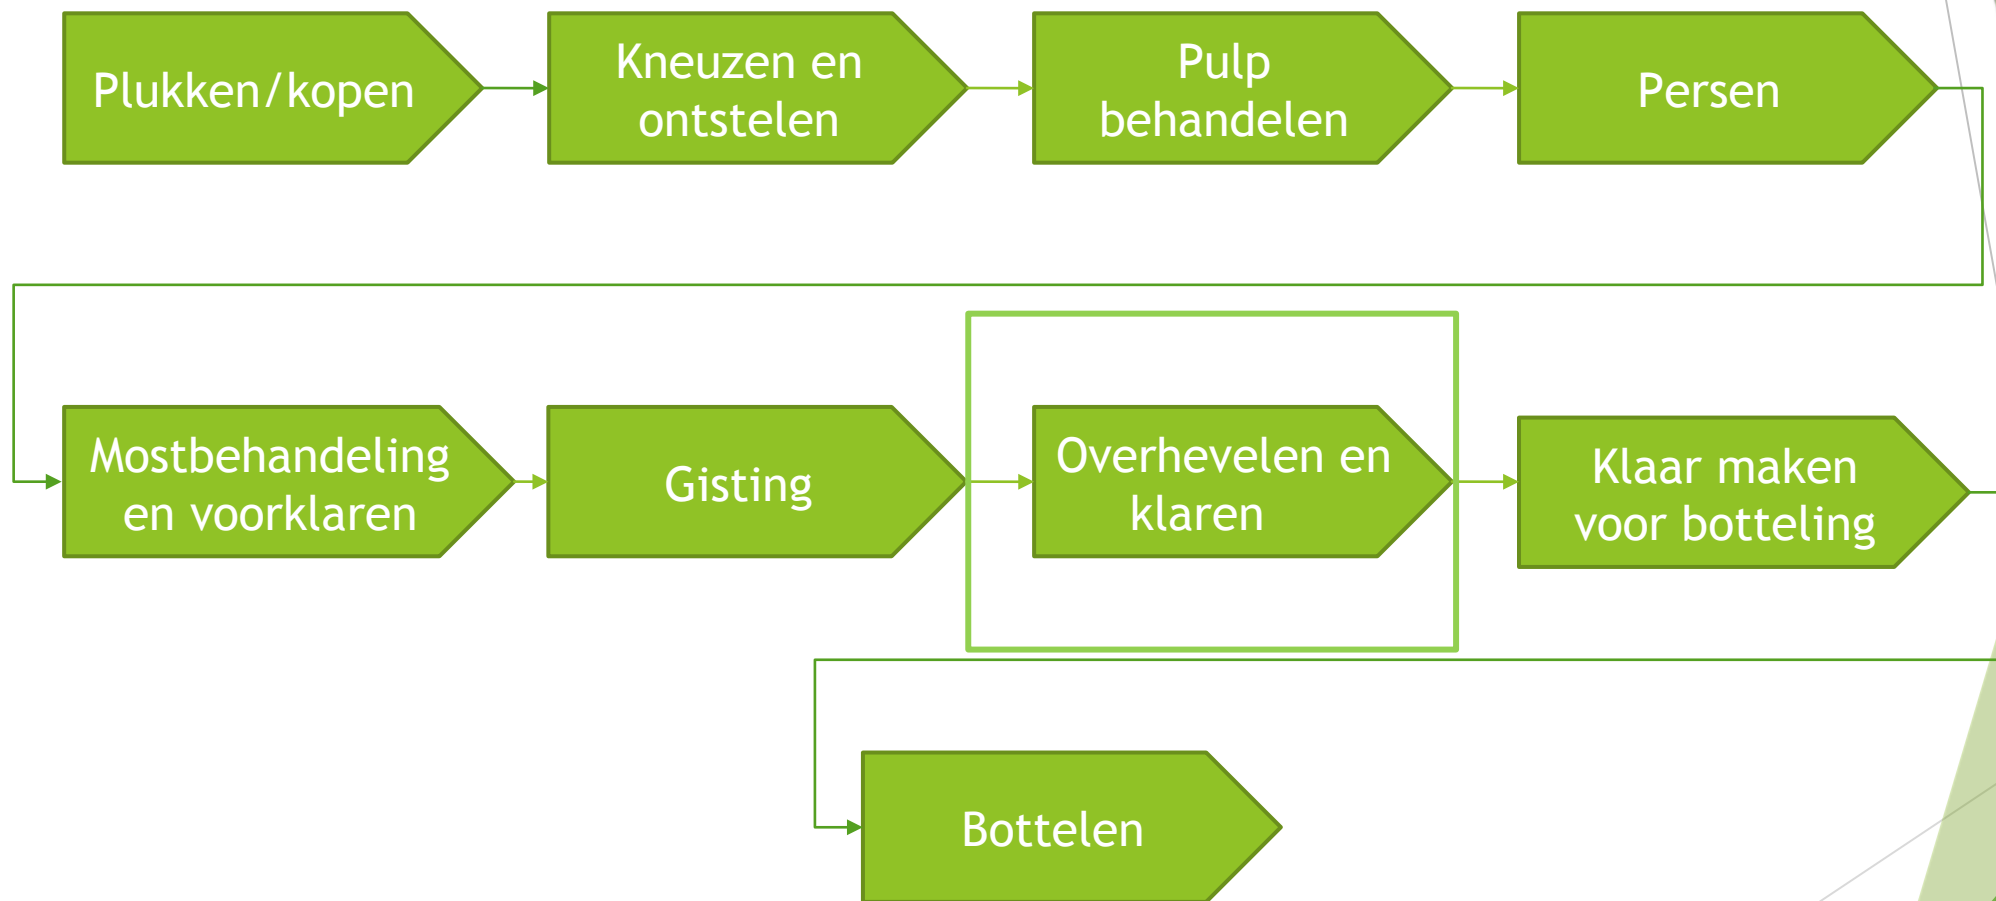 Plukken/kopen
Kneuzen en
ontstelen
Pulp
behandelen
Persen
Mostbehandeling
en voorklaren
Gisting
Overhevelen en
klaren
Klaar maken
voor botteling
Bottelen